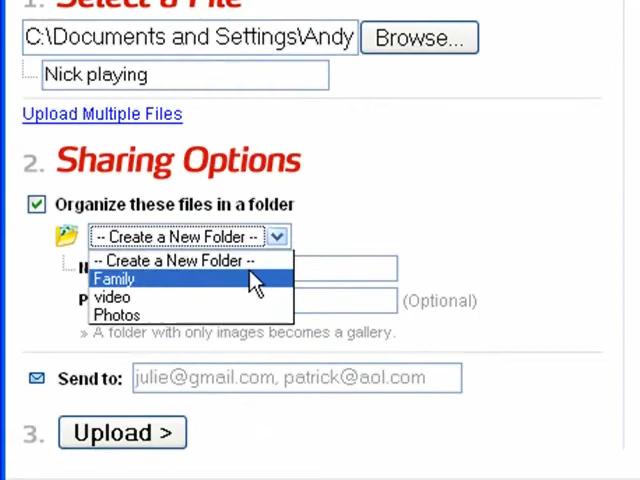 1. Select a File
C:\Documents and Settings\Andy
Browse...
Nick playing
Upload Multiple Files
2. Sharing Options
Organize these files in a folder
-- Create a New Folder --
-- Create a New Folder --
Family
video
Photos
(Optional)
» A folder with only images becomes a gallery.
Send to:
julie@gmail.com, patrick@aol.com
3. Upload >